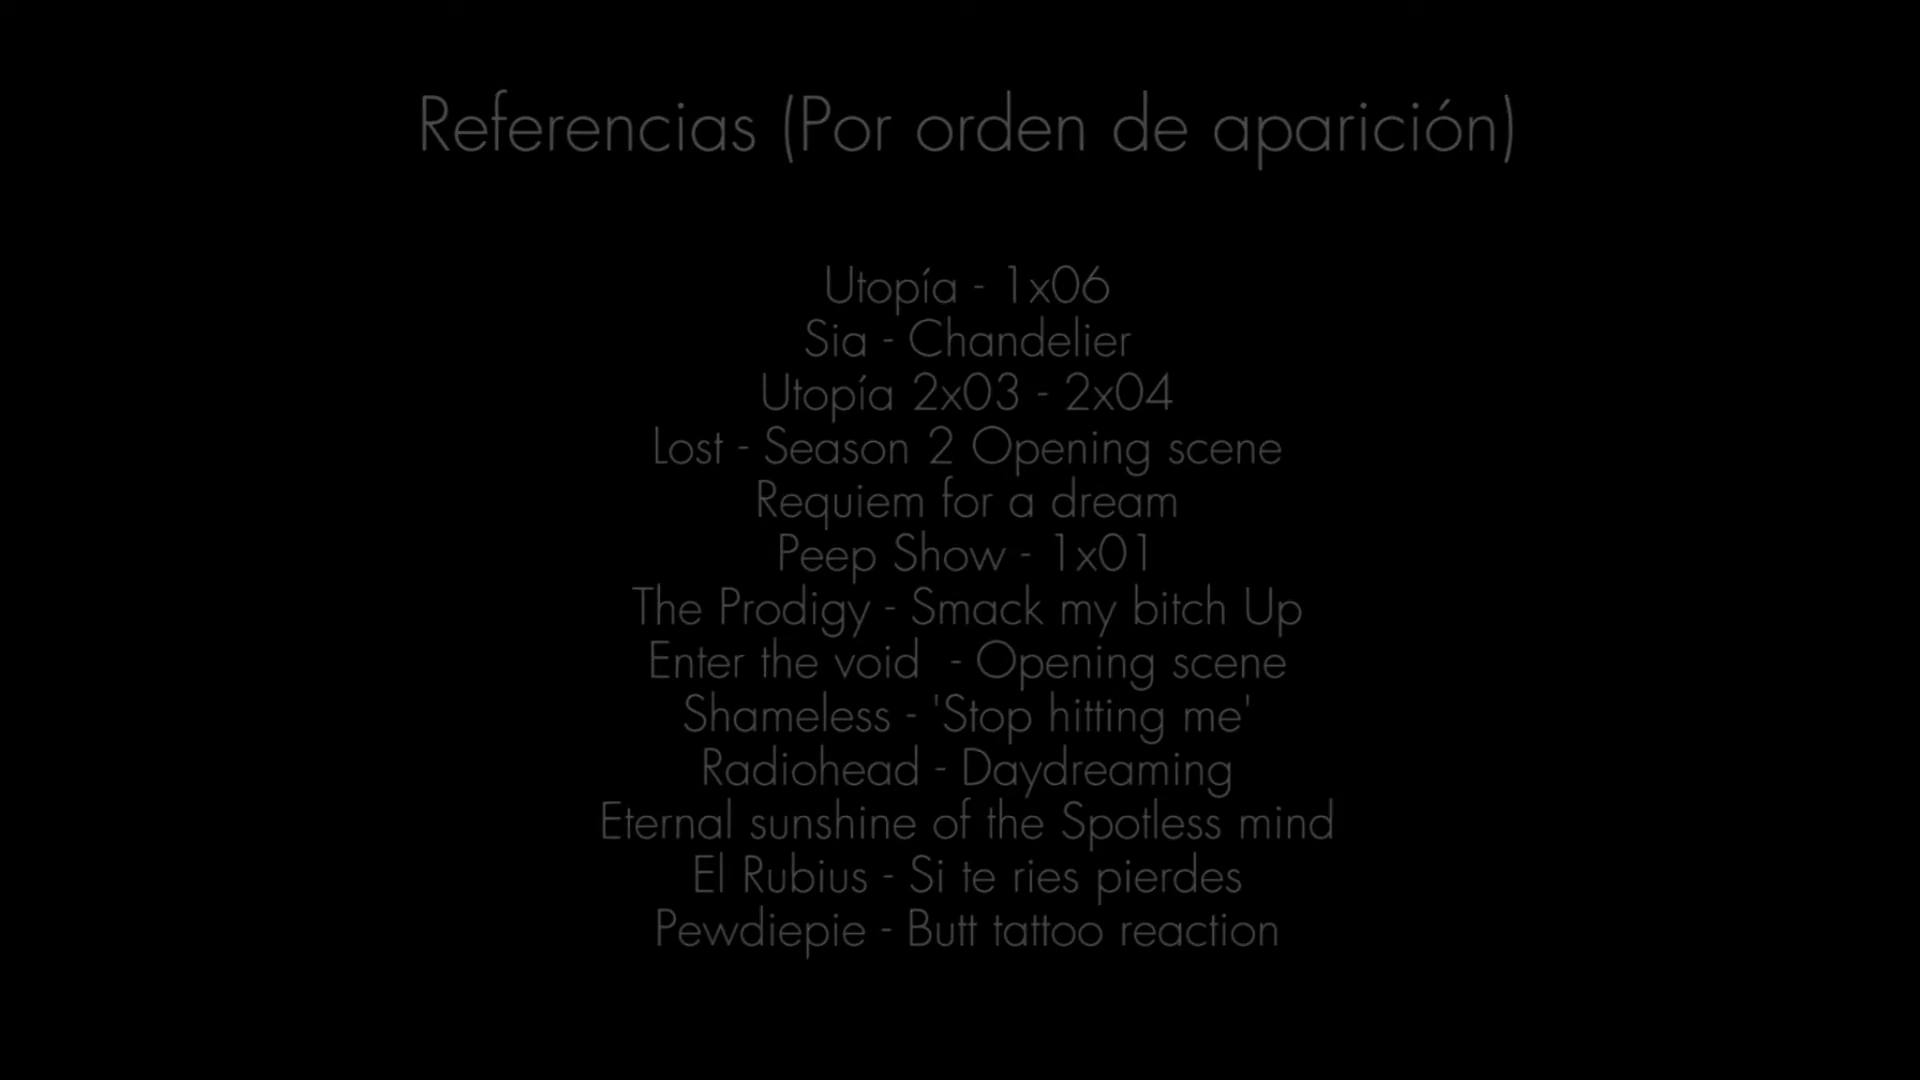 Referencias (Por orden de aparición)
Utopía - 1x06
Sia - Chandelier
Utopía 2x03 - 2x04
Lost - Season 2 Opening scene
Requiem for a dream
Peep Show - 1x01
The Prodigy - Smack my bitch Up
Enter the void  - Opening scene
Shameless - 'Stop hitting me'
Radiohead - Daydreaming
Eternal sunshine of the Spotless mind
El Rubius - Si te ries pierdes
Pewdiepie - Butt tattoo reaction